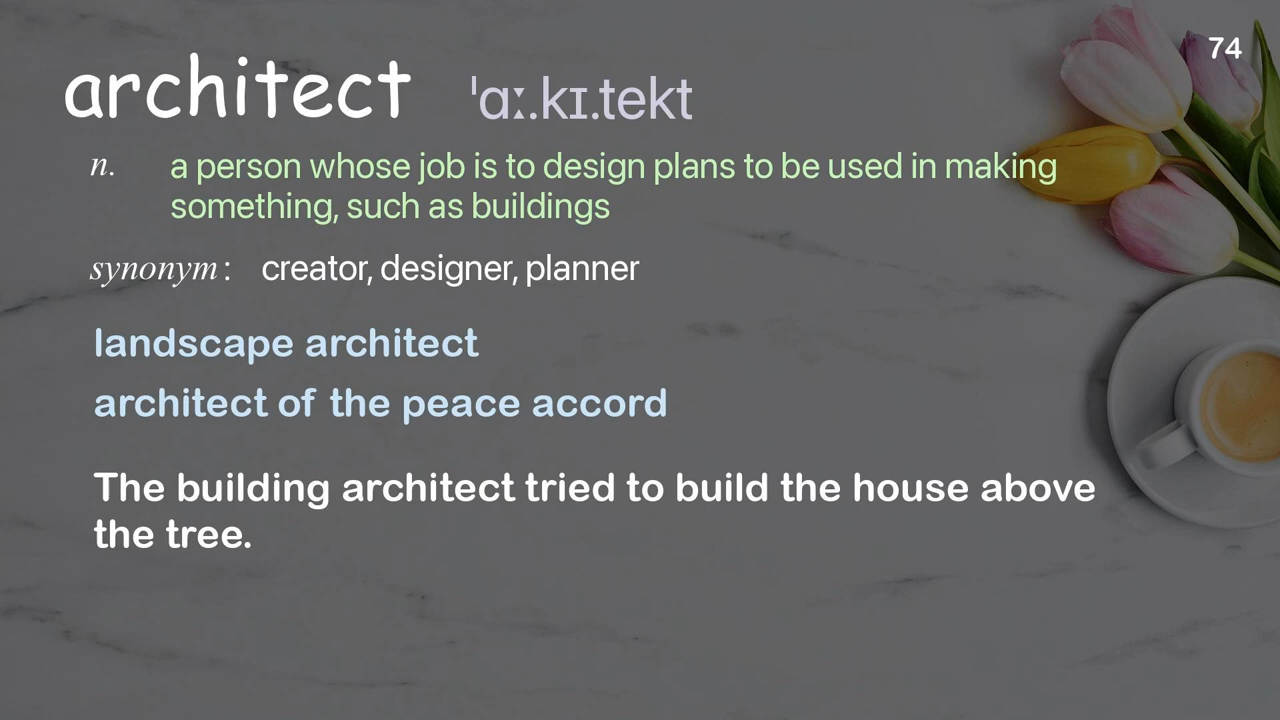 74
architect ˈɑː.kɪ.tekt
n. a person whose job is to design plans to be used in making
something, such as buildings
synonym: creator, designer, planner
landscape architect
architect of the peace accord
The building architect tried to build the house above
the tree.